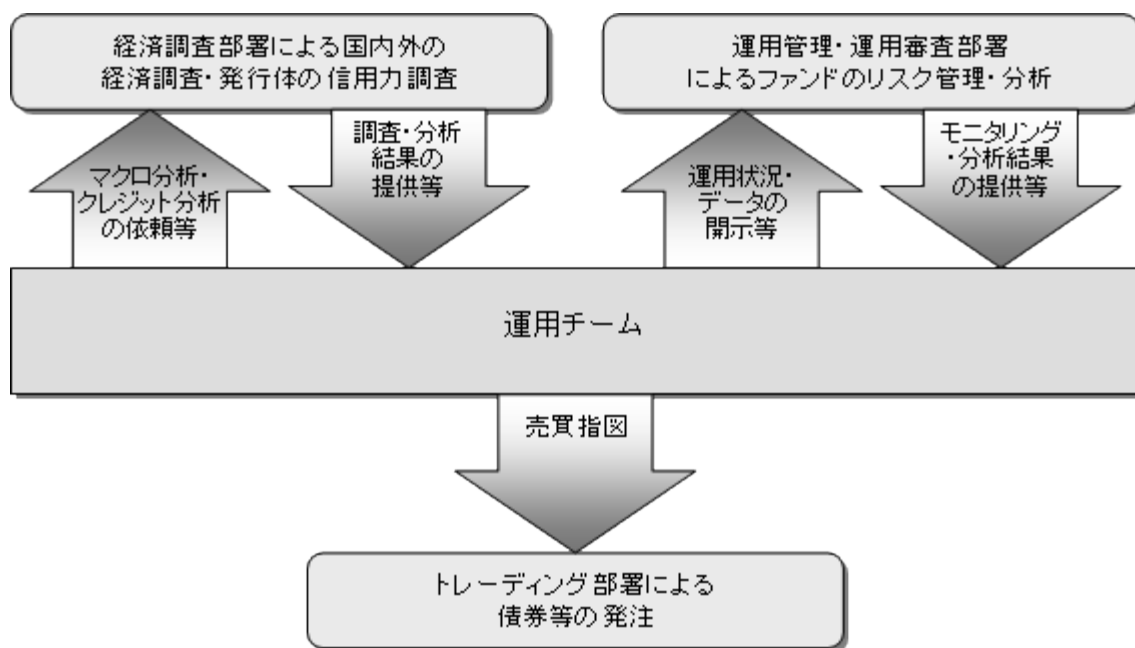 経済調査部署による国内外の
経済調査・発行体の信用力調査
運用管理・運用審査部署
によるファンドのリスク管理・分析
マクロ分析・
クレジット分析
の依頼等
調査・分析
結果の
提供等
運用状況・
データの
開示等
モニタリング
・分析結果
の提供等
運用チーム
売買指図
トレーディング部署による
債券等の発注